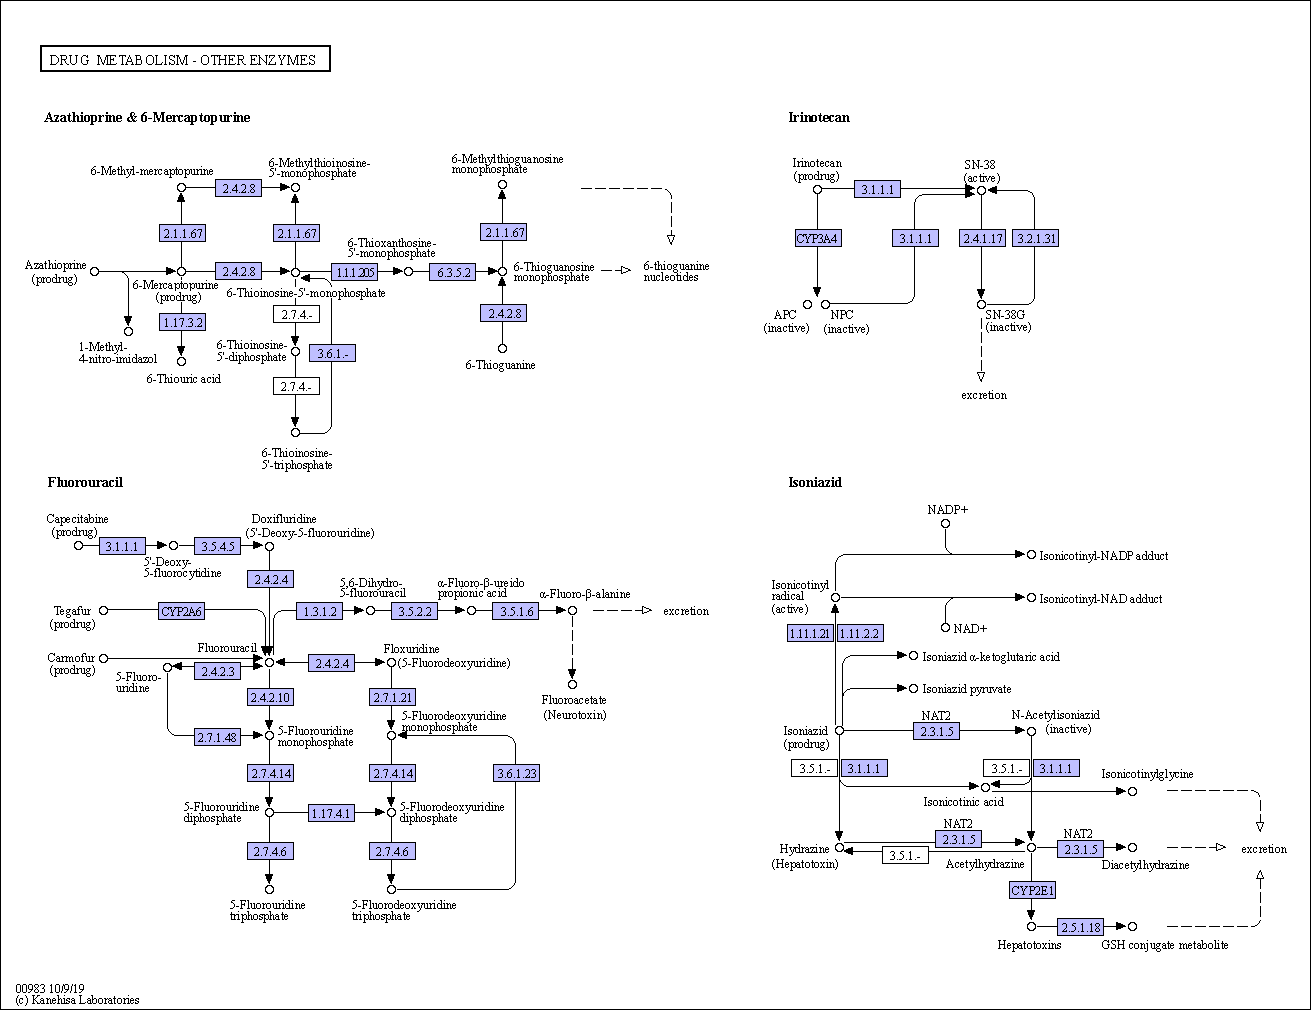 DRUG METABOLISM - OTHER ENZYMES
Azathioprine & 6-Mercaptopurine
6-Methyl-mercaptopurine
2.4.2.8
6-Methylthioinosine-
5'-monophosphate
6-Methylthioguanosine
monophosphate
2.1.1.67
2.1.1.67
2.1.1.67
6-Thioxanthosine-
5'-monophosphate
Azathioprine
(prodrug)
2.4.2.8
1.1.1.205
6.3.5.2
6-Thioguanosine
monophosphate
6-thioguanine
nucleotides
6-Mercaptopurine
(prodrug)
6-Thioinosine-5'-monophosphate
1.17.3.2
2.7.4.-
2.4.2.8
1-Methyl-
4-nitro-imidazol
6-Thioinosine-
5'-diphosphate
3.6.1.-
6-Thioguanine
6-Thiouric acid
2.7.4.-
6-Thioinosine-
5'-triphosphate
Irinotecan
Irinotecan
(prodrug)
3.1.1.1
SN-38
(active)
CYP3A4
3.1.1.1
2.4.1.17
3.2.1.31
APC
(inactive)
NPC
(inactive)
SN-38G
(inactive)
excretion
Fluorouracil
Capecitabine
(prodrug)
3.1.1.1
3.5.4.5
Doxifluridine
(5'-Deoxy-5-fluorouridine)
5'-Deoxy-
5-fluorocytidine
2.4.2.4
Tegafur
(prodrug)
CYP2A6
1.3.1.2
5,6-Dihydro-
5-fluorouracil
3.5.2.2
α-Fluoro-β-ureido
propionic acid
3.5.1.6
α-Fluoro-β-alanine
excretion
Carmofur
(prodrug)
Fluorouracil
2.4.2.4
Floxuridine
(5-Fluorodeoxyuridine)
5-Fluoro-
uridine
2.4.2.3
2.4.2.10
2.7.1.21
Fluoroacetate
(Neurotoxin)
2.7.1.48
5-Fluorouridine
monophosphate
5-Fluorodeoxyuridine
monophosphate
2.7.4.14
2.7.4.14
3.6.1.23
5-Fluorouridine
diphosphate
1.17.4.1
5-Fluorodeoxyuridine
diphosphate
2.7.4.6
2.7.4.6
5-Fluorouridine
triphosphate
5-Fluorodeoxyuridine
triphosphate
Isoniazid
NADP+
Isonicotinyl-NADP adduct
Isonicotinyl
radical
(active)
Isonicotinyl-NAD adduct
NAD+
1.11.1.21
1.11.2.2
Isoniazid α-ketoglutaric acid
Isoniazid pyruvate
Isoniazid
(prodrug)
NAT2
2.3.1.5
N-Acetylisoniazid
(inactive)
3.5.1.-
3.1.1.1
3.5.1.-
3.1.1.1
Isonicotinylglycine
Isonicotinic acid
Hydrazine
(Hepatotoxin)
NAT2
2.3.1.5
3.5.1.-
Acetylhydrazine
NAT2
2.3.1.5
Diacetylhydrazine
excretion
CYP2E1
Hepatotoxins
2.5.1.18
GSH conjugate metabolite
00983 10/9/19
(c) Kanehisa Laboratories